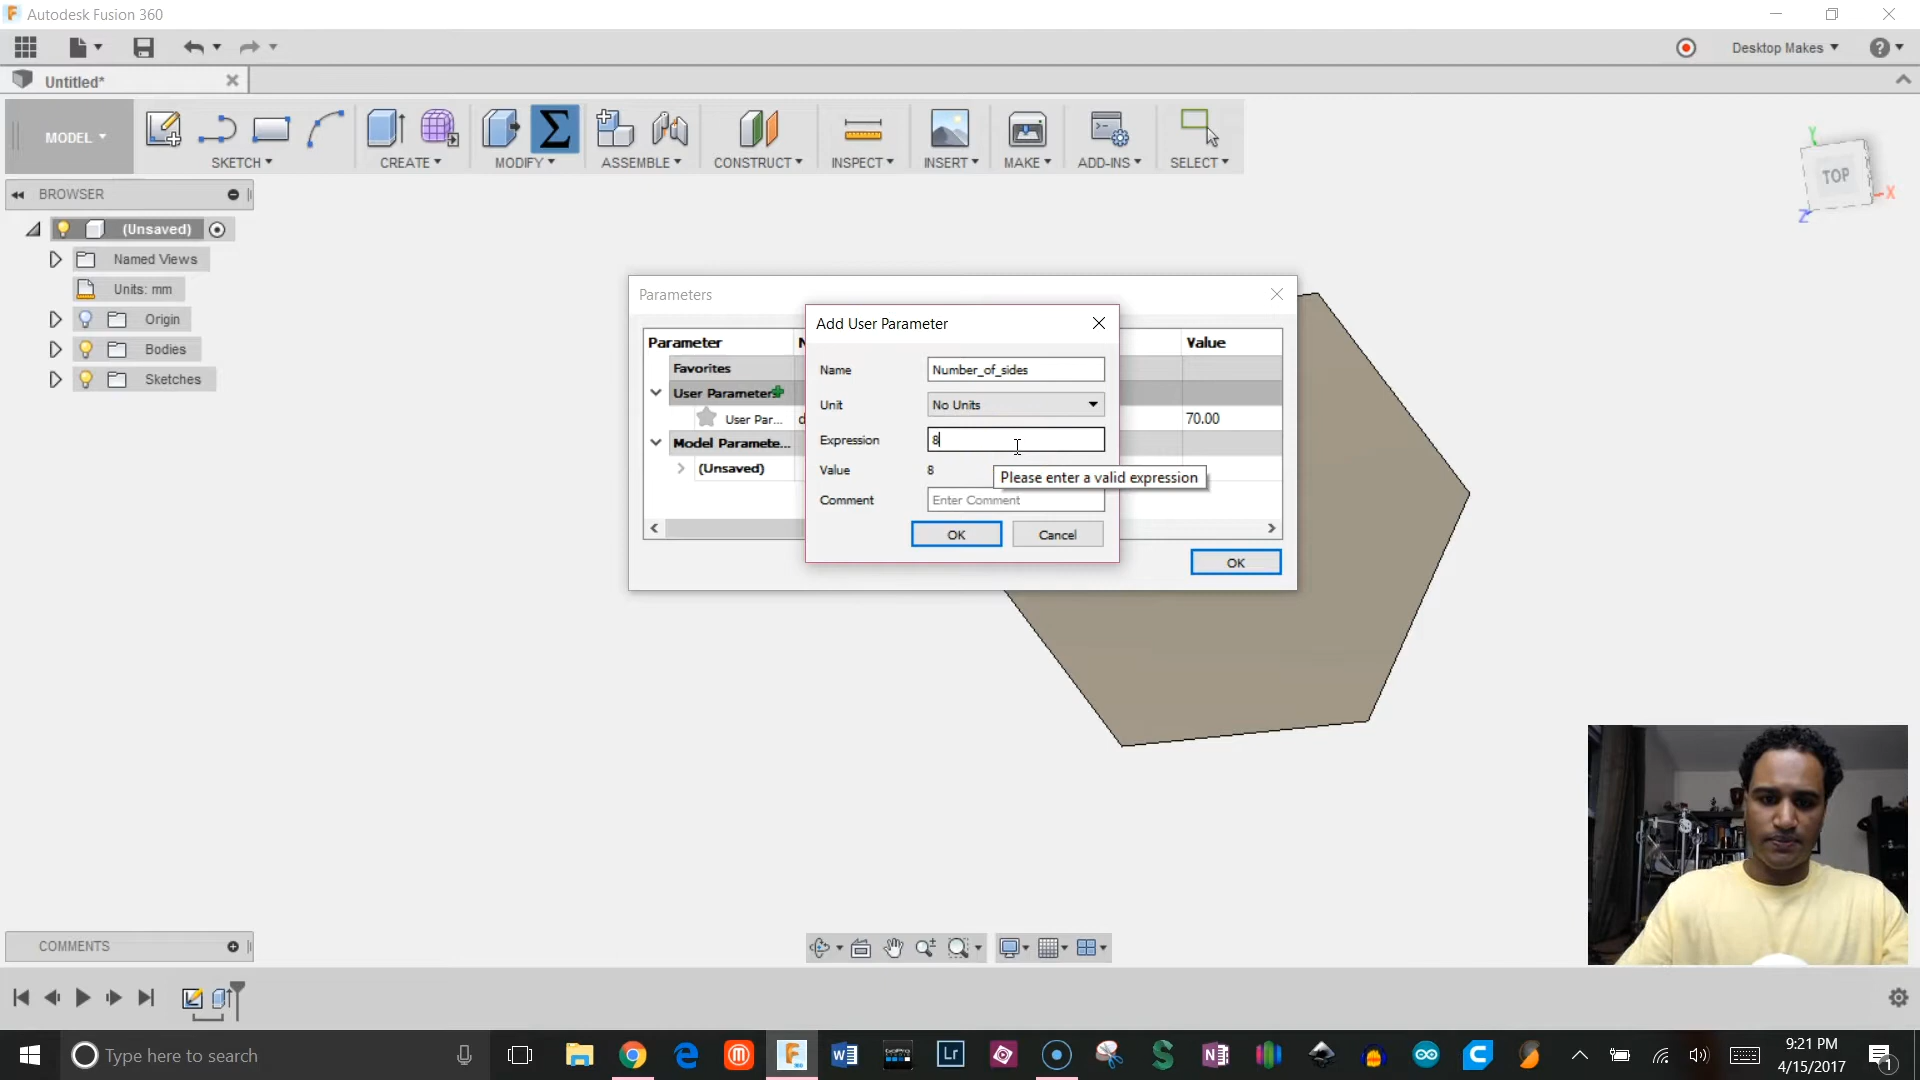 Autodesk Fusion 360
Desktop Makes
Untitled*
MODEL
SKETCH
CREATE
MODIFY
ASSEMBLE
CONSTRUCT
INSPECT
INSERT
MAKE
ADD-INS
SELECT
TOP
Y
X
Z
BROWSER
(Unsaved)
Named Views
Units: mm
Origin
Bodies
Sketches
Parameters
Parameter
Value
Favorites
User Parameters
User Par...
70.00
Model Paramete...
(Unsaved)
OK
Add User Parameter
Name Number_of_sides
Unit No Units
Expression 8
Value 8
Please enter a valid expression
Comment Enter Comment
OK Cancel
COMMENTS
Type here to search
Lr
9:21 PM
4/15/2017
1